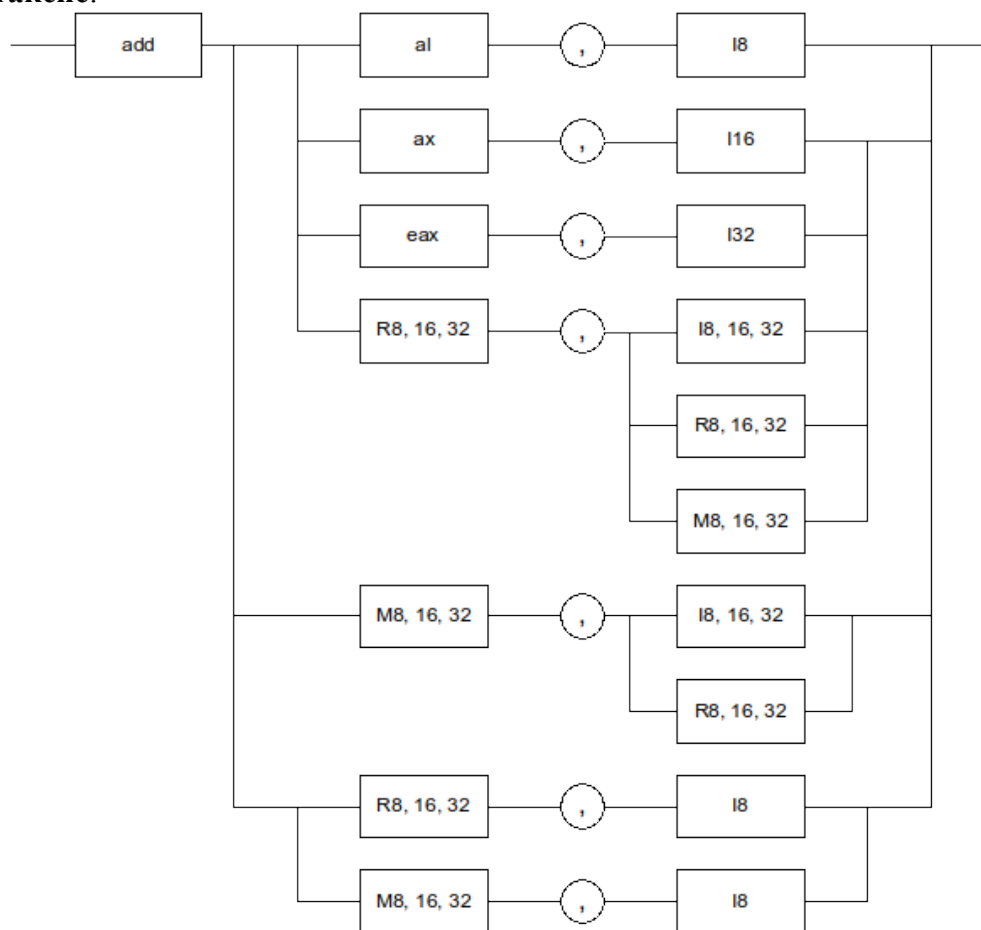 add al , I8
ax , I16
eax , I32
R8, 16, 32 , I8, 16, 32
R8, 16, 32
M8, 16, 32
M8, 16, 32 , I8, 16, 32
R8, 16, 32
R8, 16, 32 , I8
M8, 16, 32 , I8